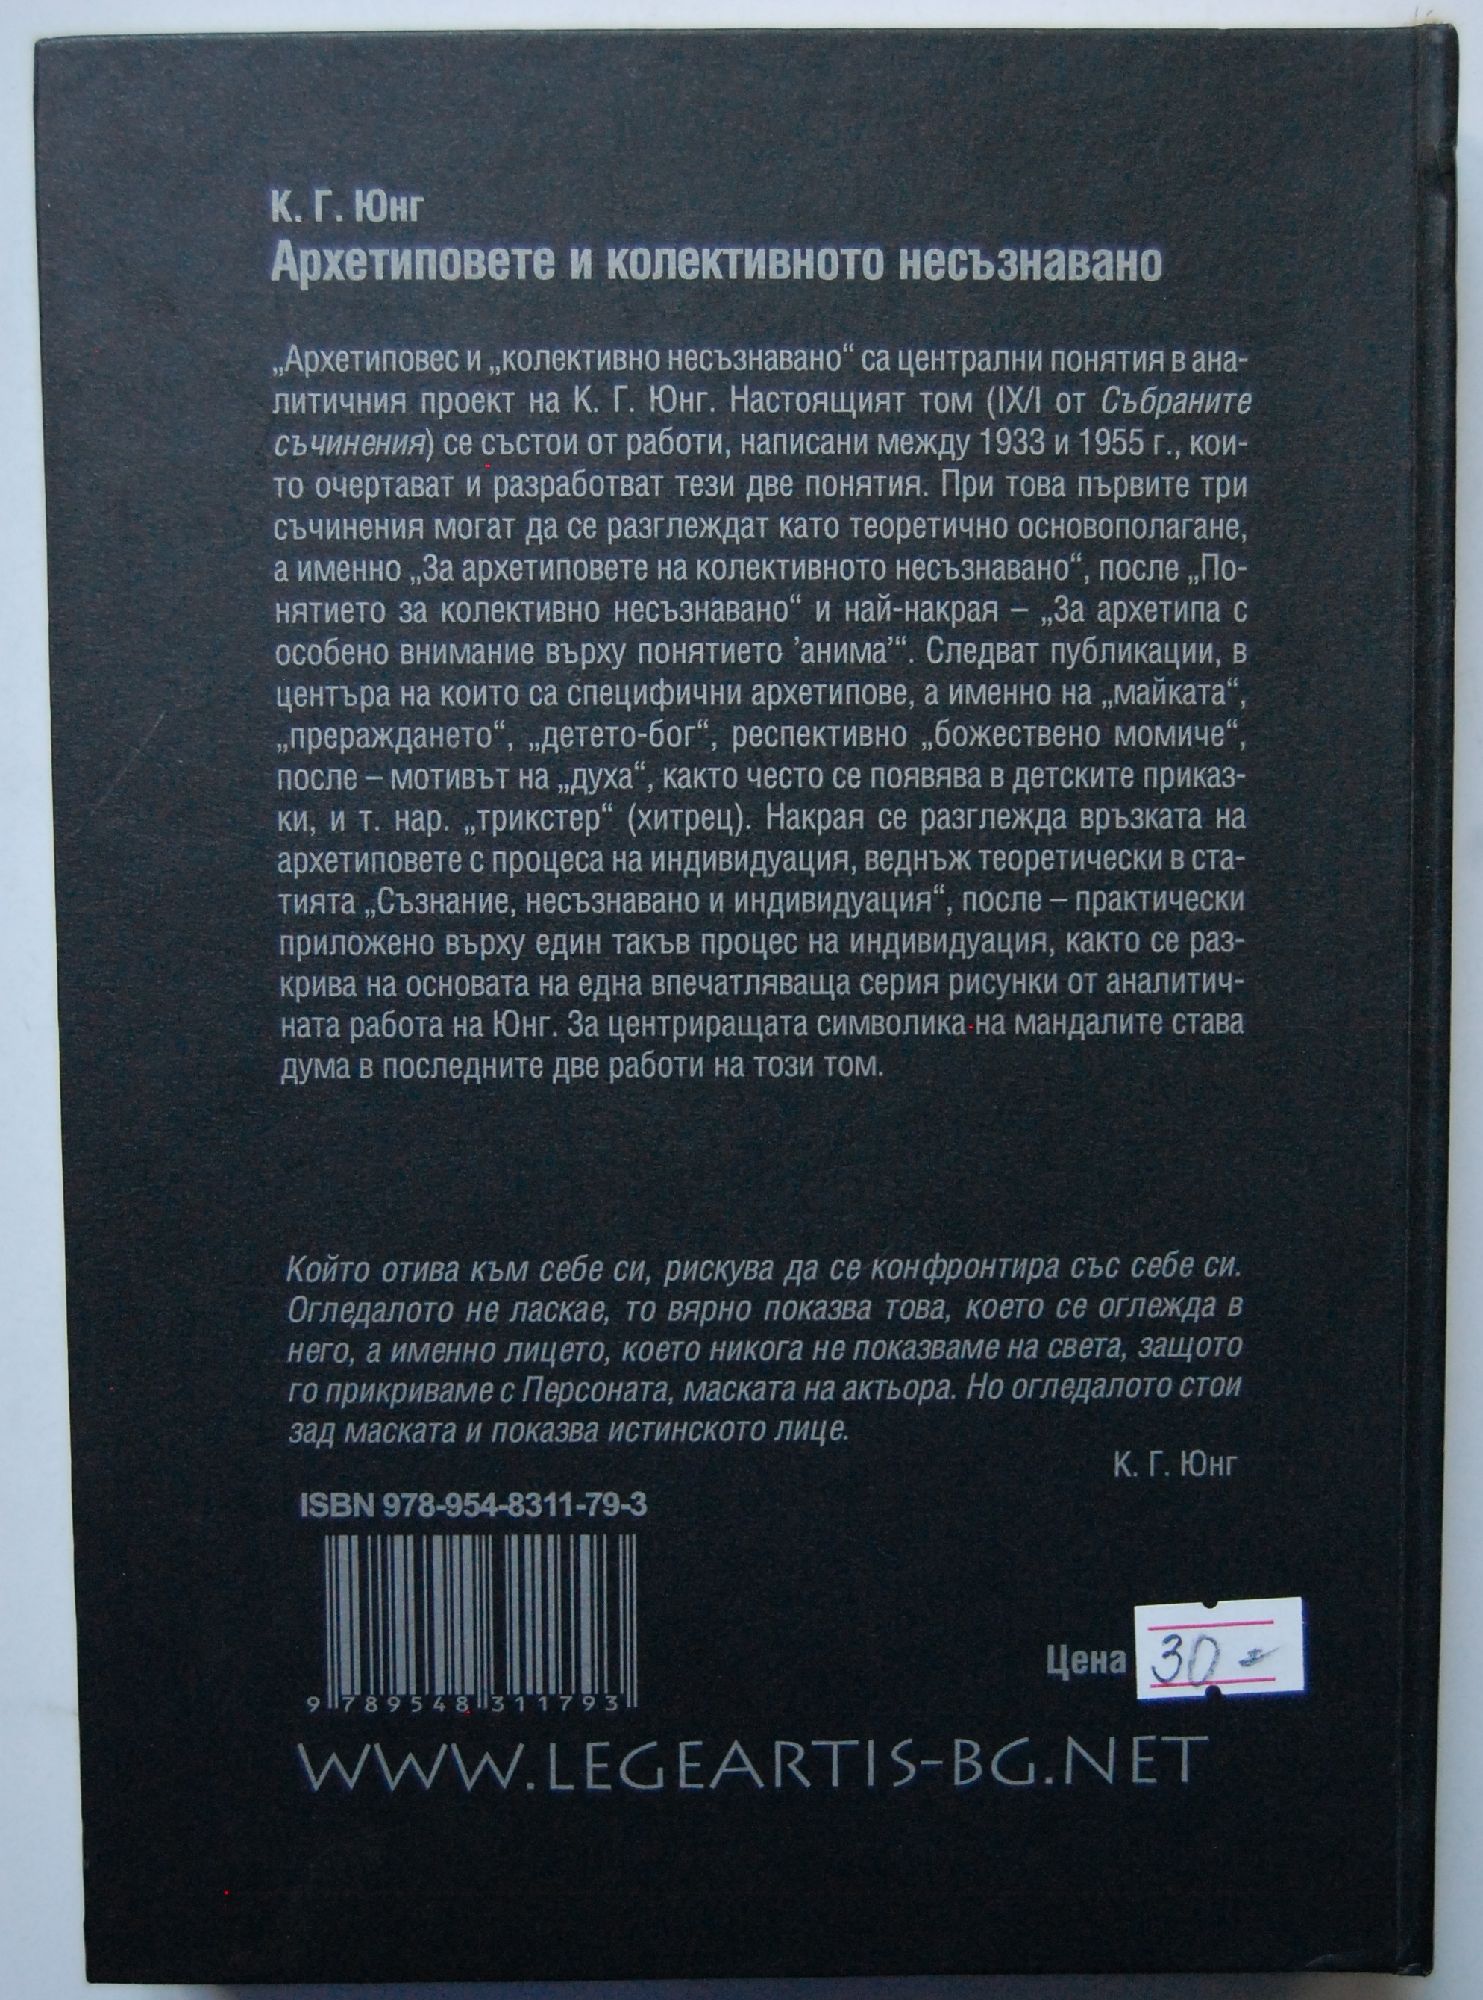 К. Г. Юнг
Архетиповете и колективното несъзнавано
„Архетиповес и „колективно несъзнавано“ са централни понятия в ана-
литичния проект на К. Г. Юнг. Настоящият том (IX/I от Събраните
съчинения) се състои от работи, написани между 1933 и 1955 г., кои-
то очертават и разработват тези две понятия. При това първите три
съчинения могат да се разглеждат като теоретично основополагане,
а именно „За архетиповете на колективното несъзнавано“, после „По-
нятието за колективно несъзнавано“ и най-накрая – „За архетипа с
особено внимание върху понятието ’анима’“. Следват публикации, в
центъра на които са специфични архетипове, а именно на „майката“,
„прераждането“, „детето-бог“, респективно „божествено момиче“,
после – мотивът на „духа“, както често се появява в детските приказ-
ки, и т. нар. „трикстер“ (хитрец). Накрая се разглежда връзката на
архетиповете с процеса на индивидуация, веднъж теоретически в ста-
тията „Съзнание, несъзнавано и индивидуация“, после – практически
приложено върху един такъв процес на индивидуация, както се раз-
крива на основата на една впечатляваща серия рисунки от аналитич-
ната работа на Юнг. За центриращата символика на мандалите става
дума в последните две работи на този том.
Който отива към себе си, рискува да се конфронтира със себе си.
Огледалото не ласкае, то вярно показва това, което се оглежда в
него, а именно лицето, което никога не показваме на света, защото
го прикриваме с Персоната, маската на актьора. Но огледалото стои
зад маската и показва истинското лице.
К. Г. Юнг
ISBN 978-954-8311-79-3
9 789548 311793
Цена 30-
WWW.LEGEARTIS-BG.NET